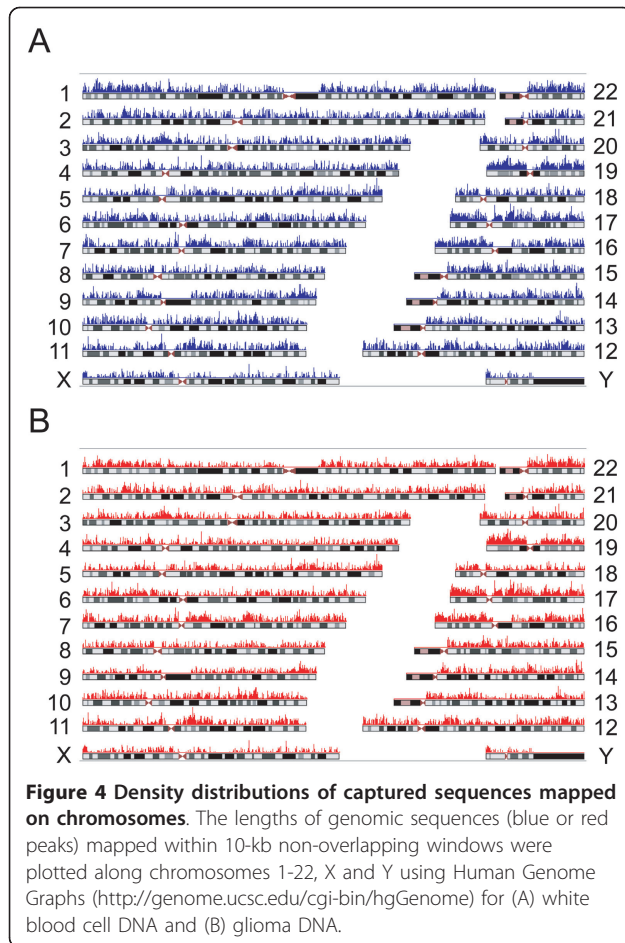 A
1 22
2 21
3 20
4 19
5 18
6 17
7 16
8 15
9 14
10 13
11 12
X Y
B
1 22
2 21
3 20
4 19
5 18
6 17
7 16
8 15
9 14
10 13
11 12
X Y
Figure 4 Density distributions of captured sequences mapped
on chromosomes. The lengths of genomic sequences (blue or red
peaks) mapped within 10-kb non-overlapping windows were
plotted along chromosomes 1-22, X and Y using Human Genome
Graphs (http://genome.ucsc.edu/cgi-bin/hgGenome) for (A) white
blood cell DNA and (B) glioma DNA.